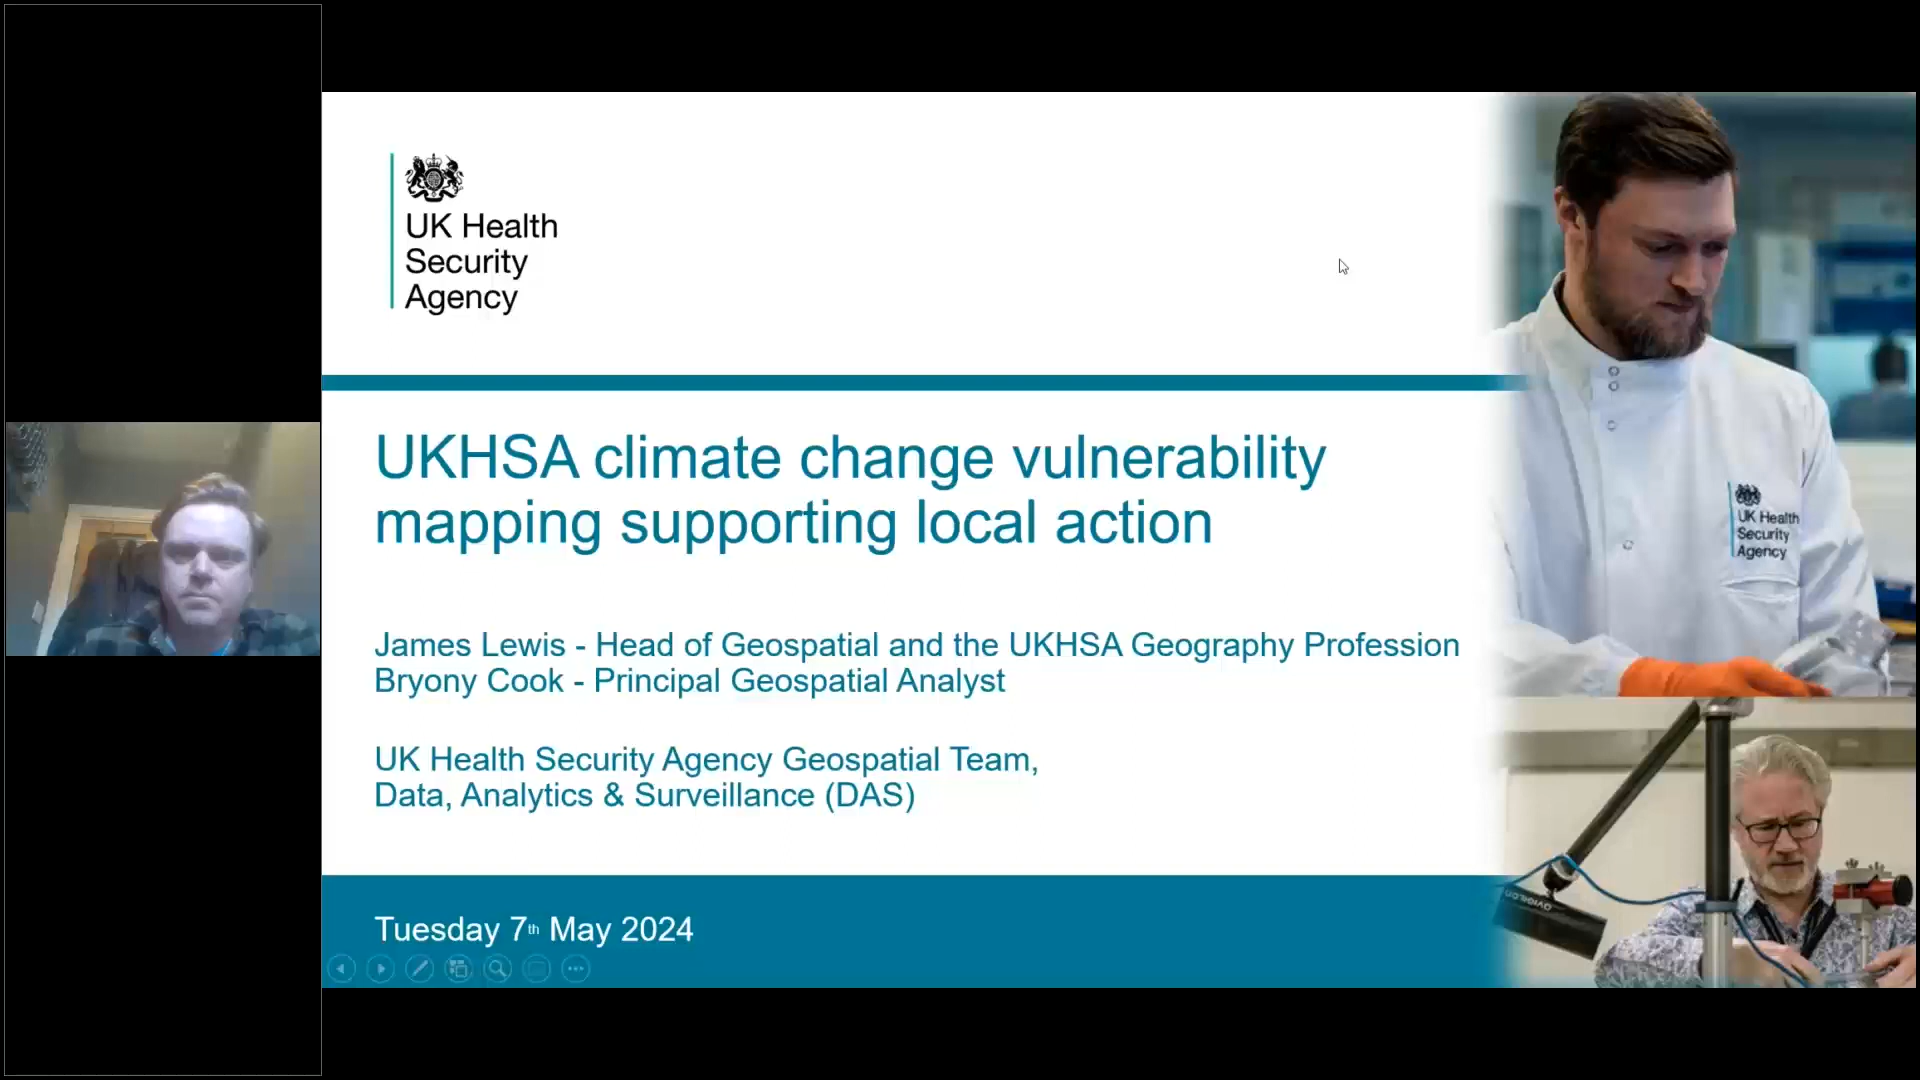 UK Health
Security
Agency
UKHSA climate change vulnerability
mapping supporting local action
James Lewis - Head of Geospatial and the UKHSA Geography Profession
Bryony Cook - Principal Geospatial Analyst
UK Health Security Agency Geospatial Team,
Data, Analytics & Surveillance (DAS)
Tuesday 7th May 2024
UK Health
Security
Agency
AVIGILON